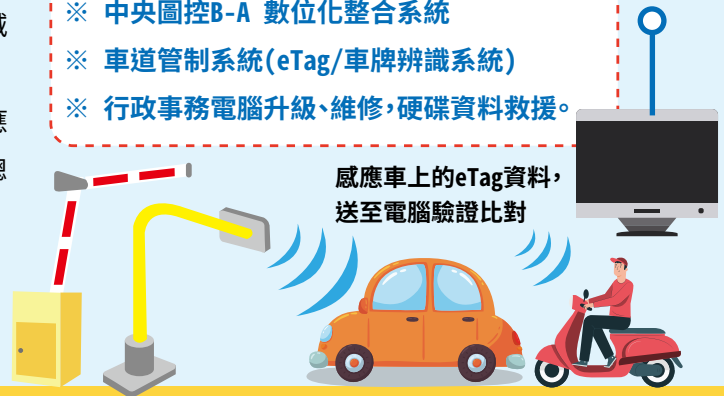 ※ 中央圖控B-A 數位化整合系統
※ 車道管制系統(eTag/車牌辨識系統)
※ 行政事務電腦升級、維修，硬碟資料救援。
應
感應車上的eTag資料，
送至電腦驗證比對